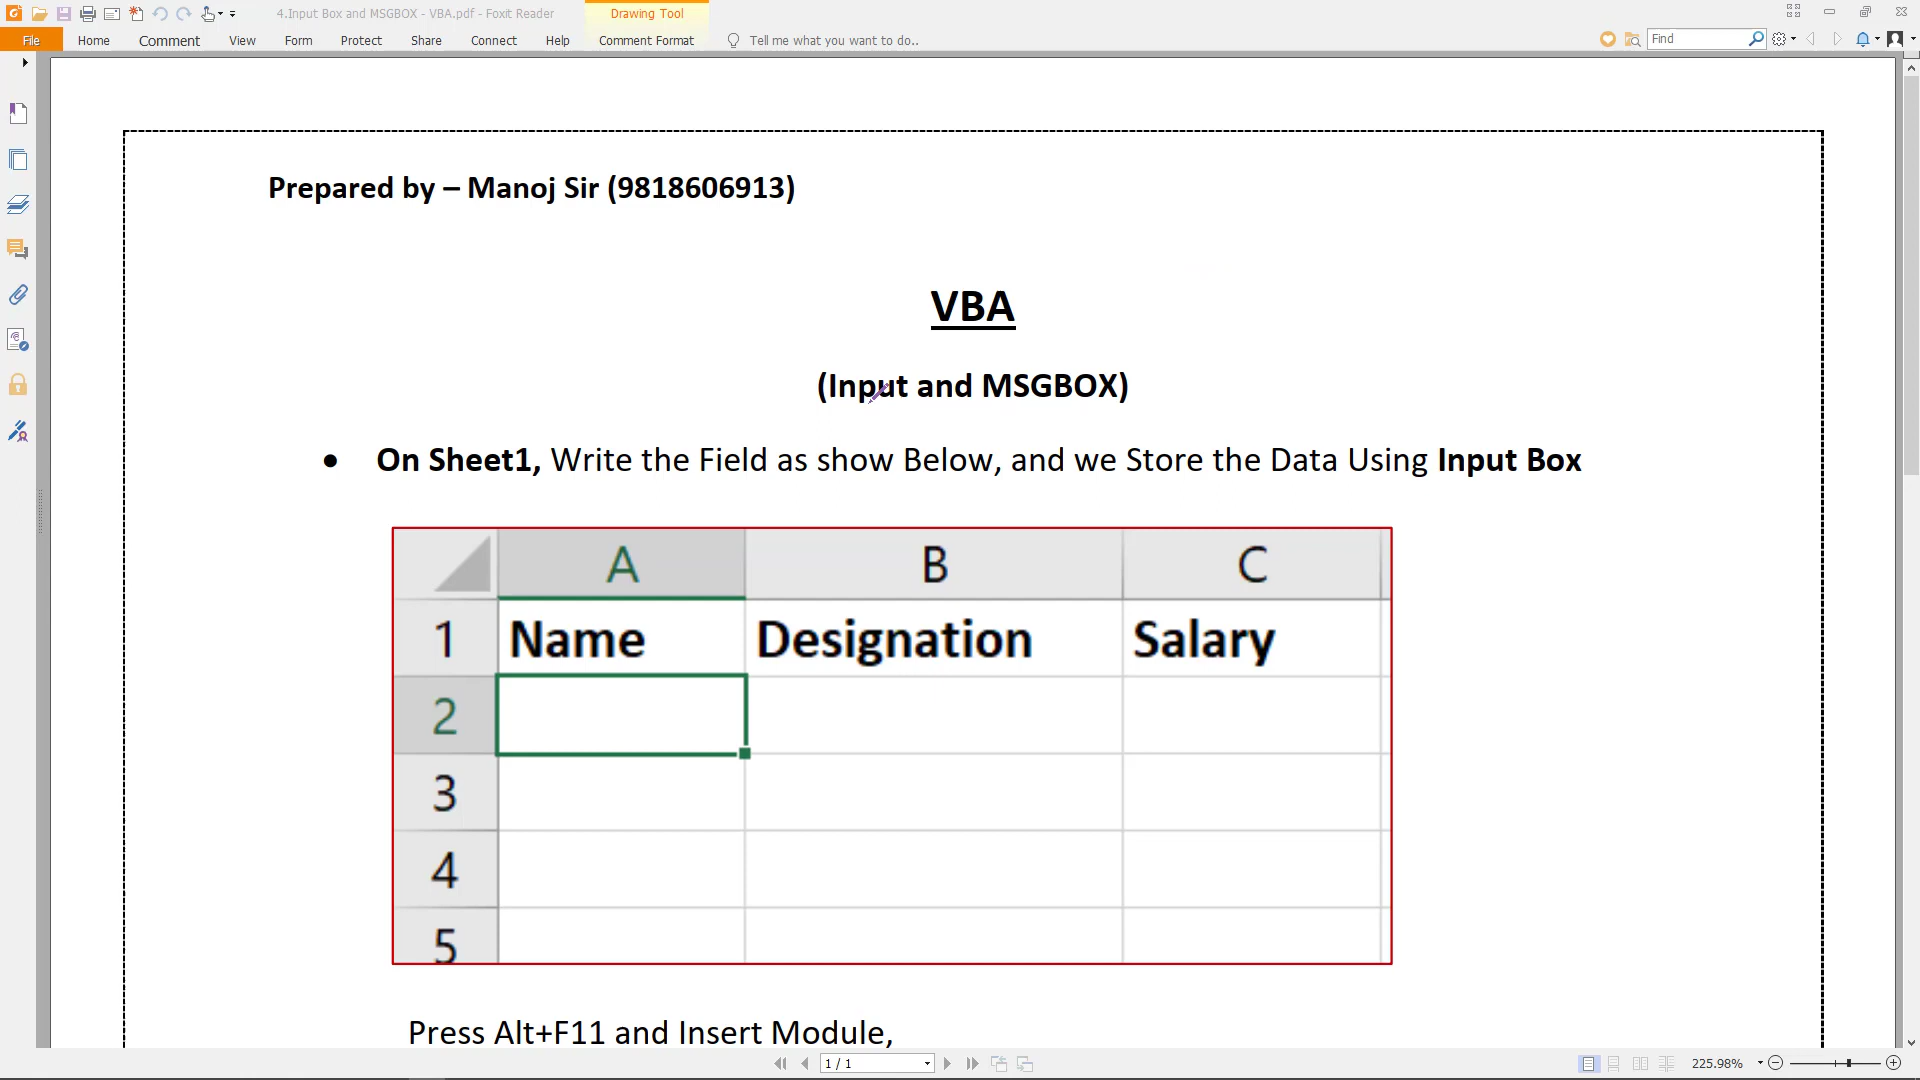 4.Input Box and MSGBOX - VBA.pdf - Foxit Reader
Drawing Tool
File Home Comment View Form Protect Share Connect Help Comment Format Tell me what you want to do..
Find
Prepared by – Manoj Sir (9818606913)
VBA
(Input and MSGBOX)
• On Sheet1, Write the Field as show Below, and we Store the Data Using Input Box
A B C
1 Name Designation Salary
2
3
4
5
Press Alt+F11 and Insert Module,
1 / 1
225.98%